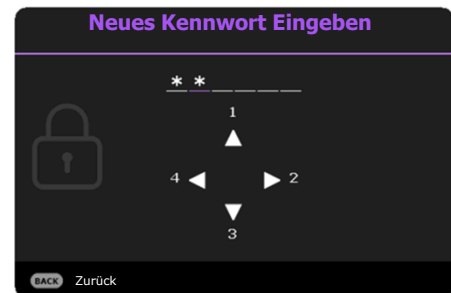 Neues Kennwort Eingeben
* * _ _ _ _
1
4 2
3
BACK Zurück